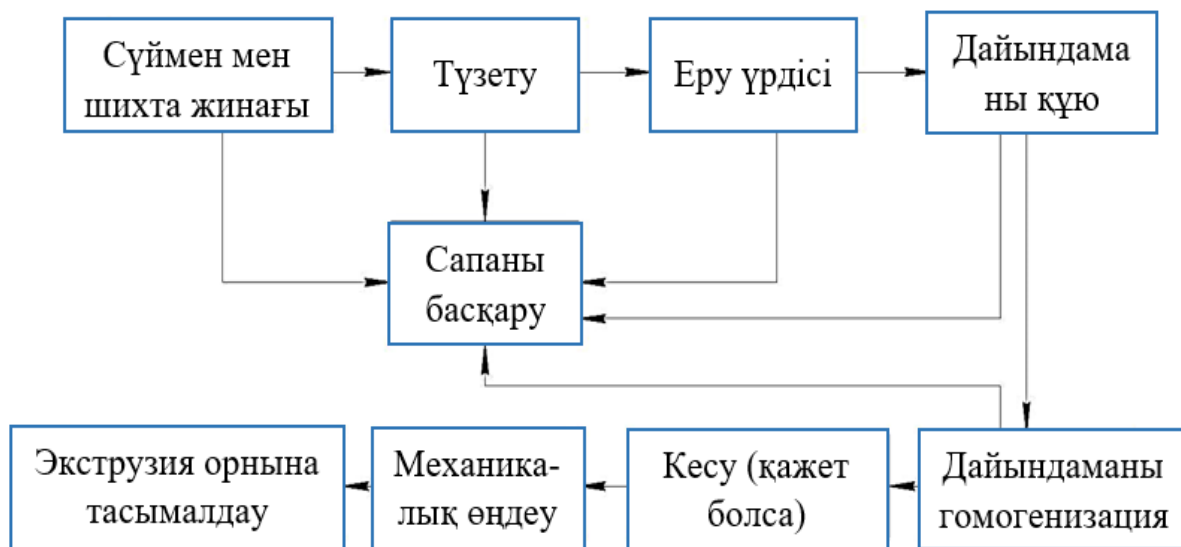 Сүймен мен
шихта жинағы
Түзету
Еру үрдісі
Дайындама
ны құю
Сапаны
басқару
Экструзия орнына
тасымалдау
Механика-
лық өңдеу
Кесу (қажет
болса)
Дайындаманы
гомогенизация